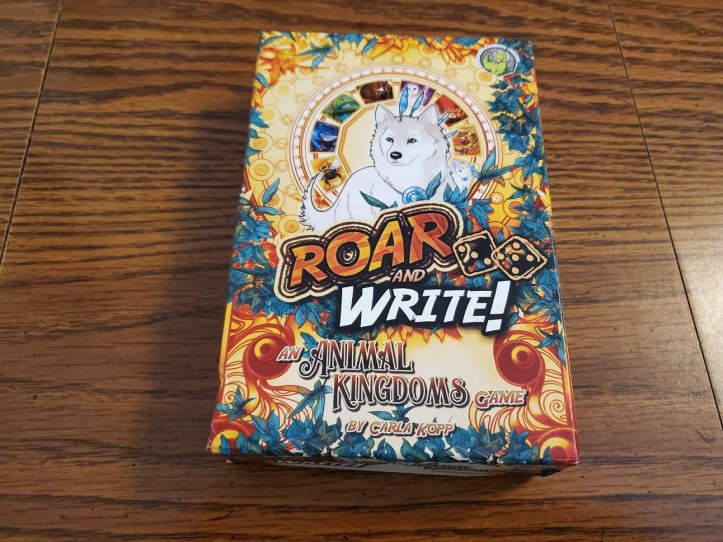 ROAR
AND
WRITE!
AN ANIMAL
KINGDOMS GAME
BY CARLA KOPP